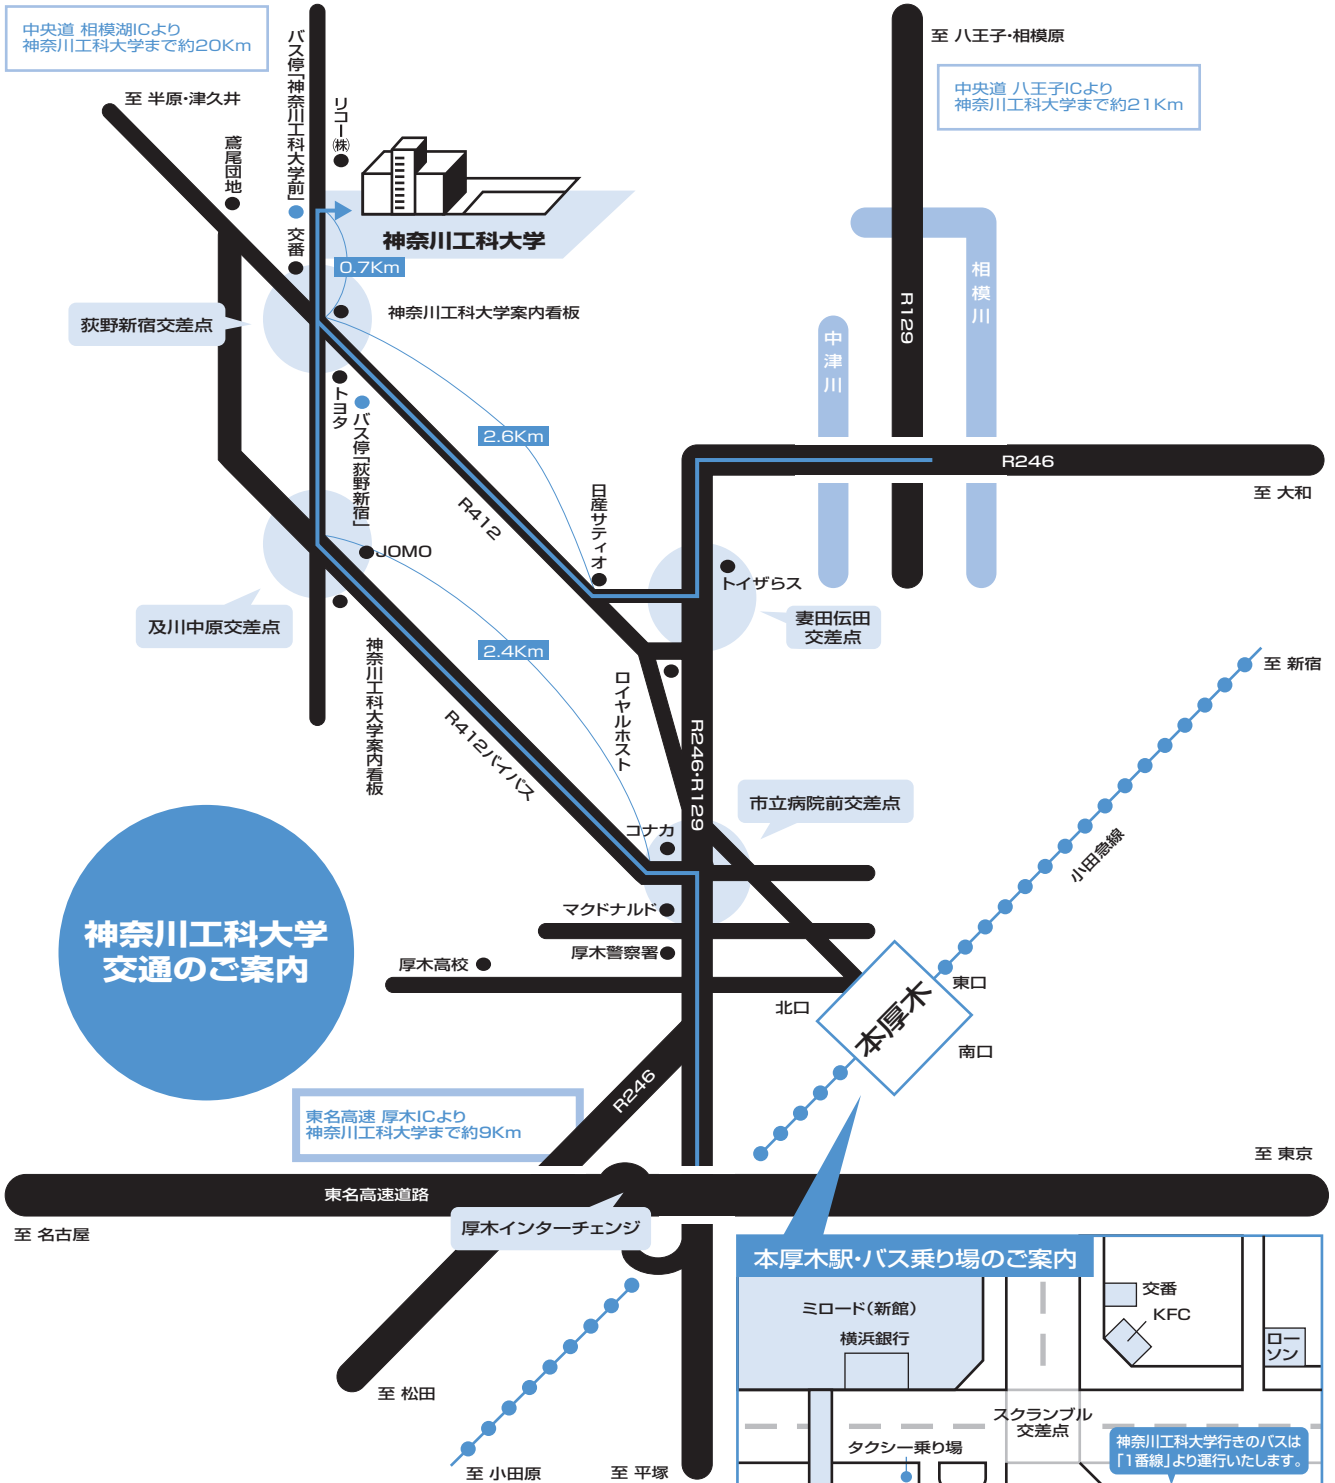 中央道 相模湖ICより
神奈川工科大学まで約20Km
至 八王子・相模原
中央道 八王子ICより
神奈川工科大学まで約21Km
至 半原・津久井
バス停「神奈川工科大学前」
リコー㈱
鳶尾団地
交番
神奈川工科大学
0.7Km
神奈川工科大学案内看板
荻野新宿交差点
トヨタ
バス停「荻野新宿」
R129
相模川
中津川
2.6Km
R412
日産サティオ
R246
至 大和
JOMO
トイザらス
及川中原交差点
妻田伝田
交差点
2.4Km
神奈川工科大学案内看板
R412バイパス
ロイヤルホスト
R246・R129
至 新宿
市立病院前交差点
コナカ
小田急線
マクドナルド
厚木警察署
厚木高校
神奈川工科大学
交通のご案内
北口
本厚木
東口
南口
R246
東名高速 厚木ICより
神奈川工科大学まで約9Km
至 東京
東名高速道路
至 名古屋
厚木インターチェンジ
本厚木駅・バス乗り場のご案内
ミロード(新館)
横浜銀行
交番
KFC
ローソン
至 松田
スクランブル
交差点
タクシー乗り場
神奈川工科大学行きのバスは
「1番線」より運行いたします。
至 小田原
至 平塚